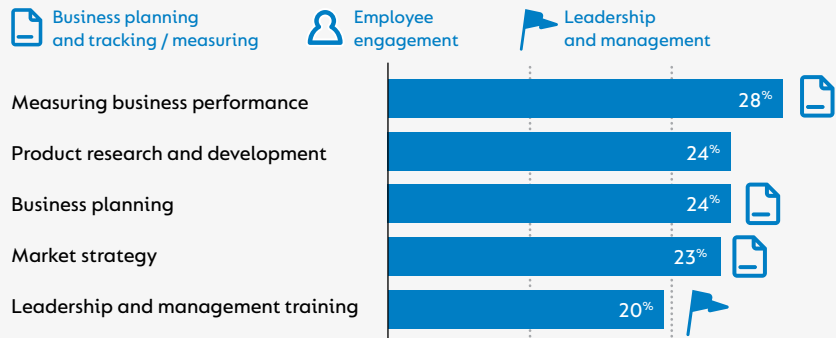 Business planning
and tracking / measuring
Employee
engagement
Leadership
and management
Measuring business performance
28%
Product research and development
24%
Business planning
24%
Market strategy
23%
Leadership and management training
20%